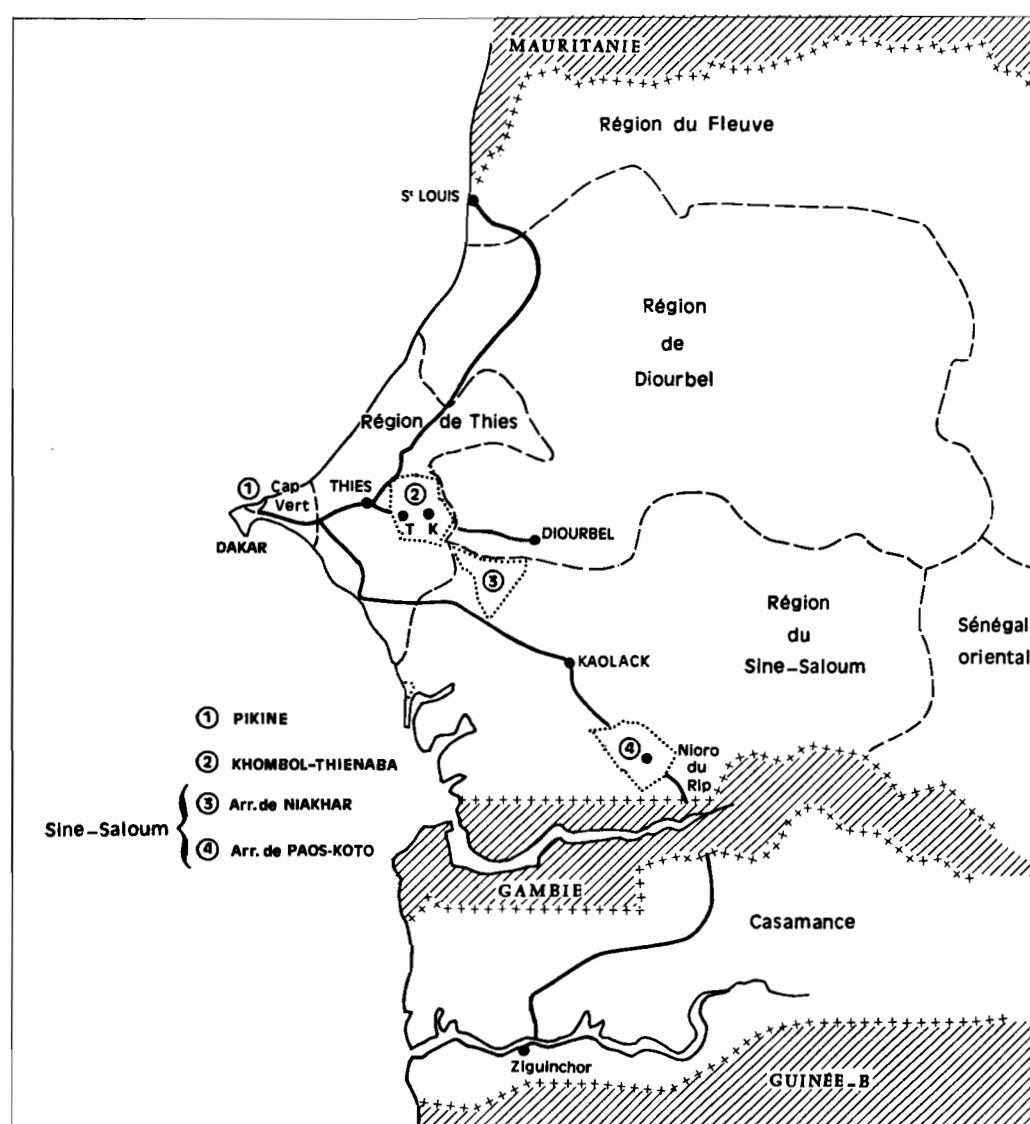 MAURITANIE
Région du Fleuve
Sᵗ LOUIS
Région
de
Diourbel
Région de Thies
① Cap
Vert
THIES
②
T K
DAKAR
DIOURBEL
③
Région
du
Sine-Saloum
Sénégal
oriental
KAOLACK
④
Nioro
du
Rip
① PIKINE
② KHOMBOL-THIENABA
Sine-Saloum
③ Arr. de NIAKHAR
④ Arr. de PAOS-KOTO
GAMBIE
Casamance
Ziguinchor
GUINÉE-B